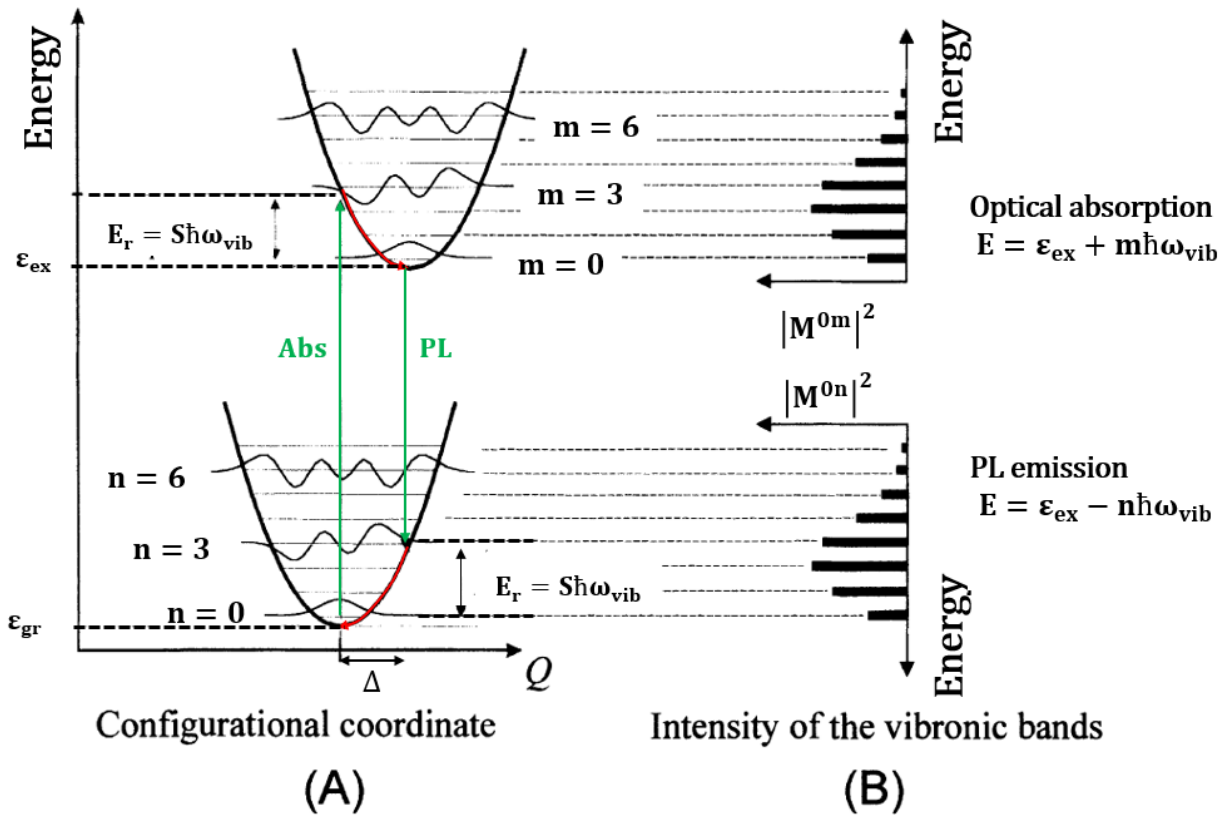 Energy
m = 6
m = 3
m = 0
E_r = Sħω_vib
ε_ex
Abs
PL
n = 6
n = 3
n = 0
E_r = Sħω_vib
ε_gr
Δ
Q
Configurational coordinate
(A)
Energy
Optical absorption
E = ε_ex + mħω_vib
|M^0m|^2
|M^0n|^2
PL emission
E = ε_ex − nħω_vib
Energy
Intensity of the vibronic bands
(B)